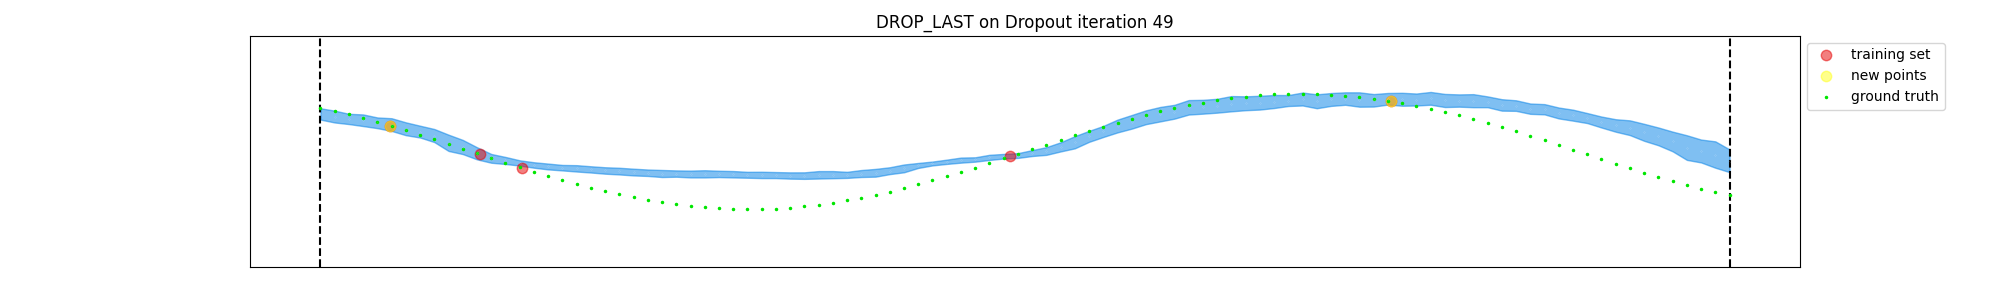 DROP_LAST on Dropout iteration 49
training set
new points
ground truth